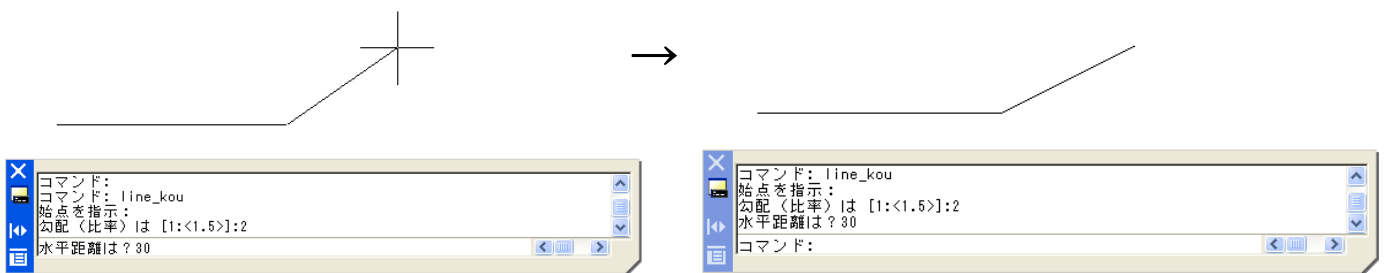 →
コマンド:
コマンド: line_kou
始点を指示:
勾配（比率）は [1:<1.5>]:2
水平距離は？30
コマンド: line_kou
始点を指示:
勾配（比率）は [1:<1.5>]:2
水平距離は？30
コマンド: